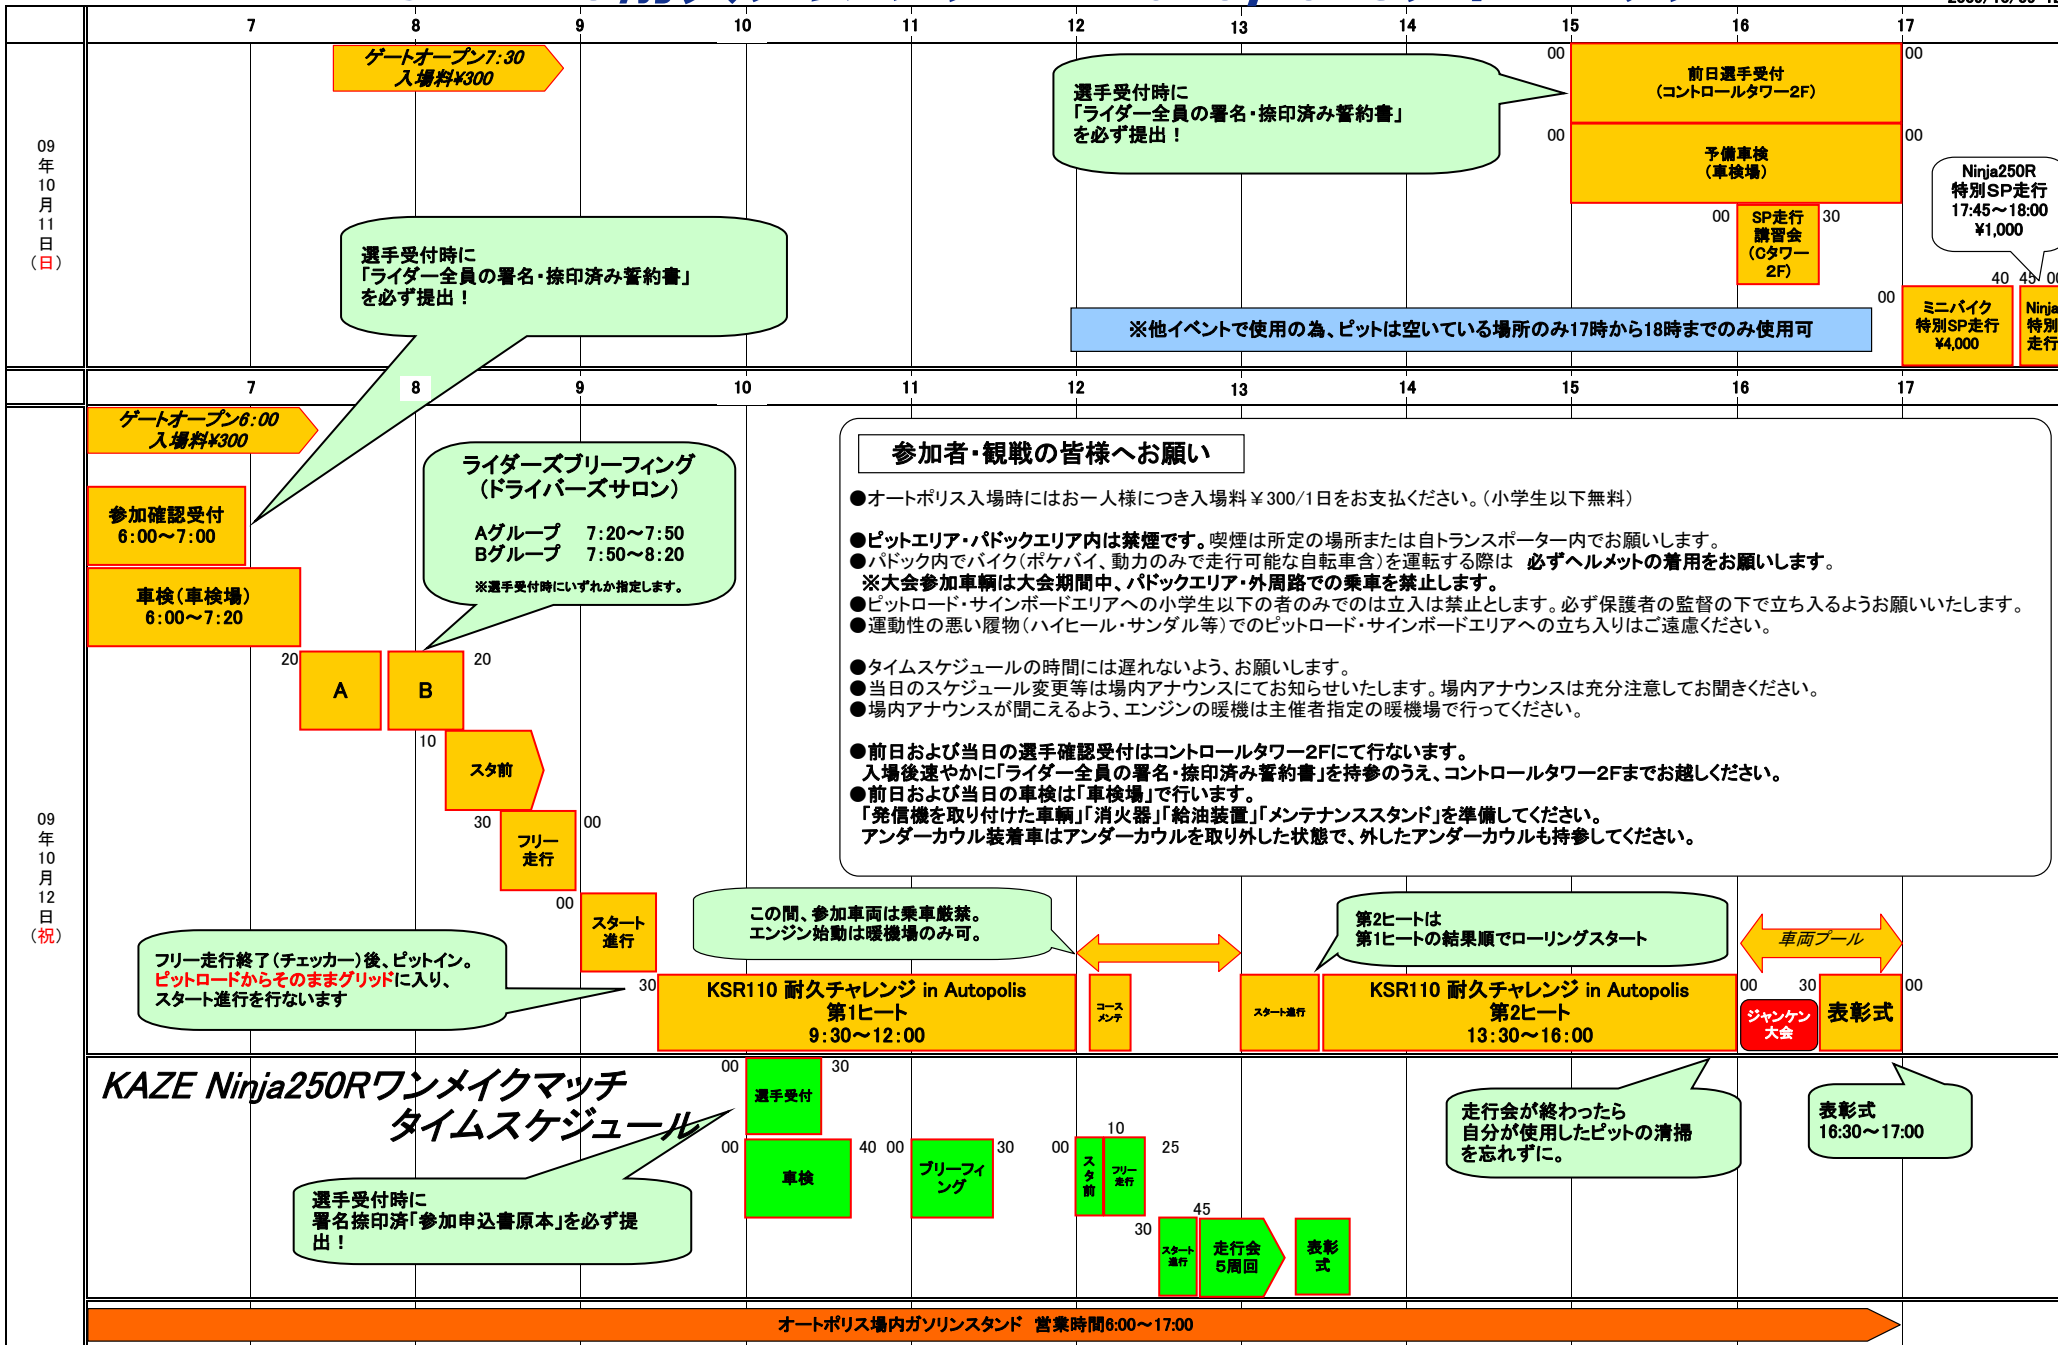 7 8 9 10 11 12 13 14 15 16 17
09
年
10
月
11
日
(日)
ゲートオープン7:30
入場料¥300
選手受付時に
「ライダー全員の署名・捺印済み誓約書」
を必ず提出！
00
前日選手受付
(コントロールタワー2F)
00
00
予備車検
(車検場)
00
Ninja250R
特別SP走行
17:45～18:00
¥1,000
00
SP走行
講習会
(Cタワー
2F)
30
選手受付時に
「ライダー全員の署名・捺印済み誓約書」
を必ず提出！
※他イベントで使用の為、ピットは空いている場所のみ17時から18時までのみ使用可
00
ミニバイク
特別SP走行
¥4,000
40 45 00
Ninja
特別
走行
7 8 9 10 11 12 13 14 15 16 17
09
年
10
月
12
日
(祝)
ゲートオープン6:00
入場料¥300
参加確認受付
6:00～7:00
車検(車検場)
6:00～7:20
ライダーズブリーフィング
(ドライバーズサロン)
Aグループ 7:20～7:50
Bグループ 7:50～8:20
※選手受付時にいずれか指定します。
20
A
B
20
10
スタ前
30
フリー
走行
00
00
スタート
進行
参加者・観戦の皆様へお願い
●オートポリス入場時にはお一人様につき入場料￥300/1日をお支払ください。(小学生以下無料)
●ピットエリア・パドックエリア内は禁煙です。喫煙は所定の場所または自トランスポーター内でお願いします。
●パドック内でバイク(ポケバイ、動力のみで走行可能な自転車含)を運転する際は 必ずヘルメットの着用をお願いします。
※大会参加車輌は大会期間中、パドックエリア・外周路での乗車を禁止します。
●ピットロード・サインボードエリアへの小学生以下の者のみでのは立入は禁止とします。必ず保護者の監督の下で立ち入るようお願いいたします。
●運動性の悪い履物(ハイヒール・サンダル等)でのピットロード・サインボードエリアへの立ち入りはご遠慮ください。
●タイムスケジュールの時間には遅れないよう、お願いします。
●当日のスケジュール変更等は場内アナウンスにてお知らせいたします。場内アナウンスは充分注意してお聞きください。
●場内アナウンスが聞こえるよう、エンジンの暖機は主催者指定の暖機場で行ってください。
●前日および当日の選手確認受付はコントロールタワー2Fにて行ないます。
入場後速やかに「ライダー全員の署名・捺印済み誓約書」を持参のうえ、コントロールタワー2Fまでお越しください。
●前日および当日の車検は「車検場」で行います。
「発信機を取り付けた車輌」「消火器」「給油装置」「メンテナンススタンド」を準備してください。
アンダーカウル装着車はアンダーカウルを取り外した状態で、外したアンダーカウルも持参してください。
フリー走行終了(チェッカー)後、ピットイン。
ピットロードからそのままグリッドに入り、
スタート進行を行ないます
この間、参加車両は乗車厳禁。
エンジン始動は暖機場のみ可。
第2ヒートは
第1ヒートの結果順でローリングスタート
車両プール
30
KSR110 耐久チャレンジ in Autopolis
第1ヒート
9:30～12:00
コース
メンテ
スタート進行
KSR110 耐久チャレンジ in Autopolis
第2ヒート
13:30～16:00
00 30
ジャンケン
大会
表彰式
00
KAZE Ninja250Rワンメイクマッチ
タイムスケジュール
00
選手受付
30
00
車検
40
00
ブリーフィ
ング
30
00
スタ前
10
フリー
走行
25
30
スタート
進行
45
走行会
5周回
表彰
式
選手受付時に
署名捺印済「参加申込書原本」を必ず提
出！
走行会が終わったら
自分が使用したピットの清掃
を忘れずに。
表彰式
16:30～17:00
オートポリス場内ガソリンスタンド 営業時間6:00～17:00